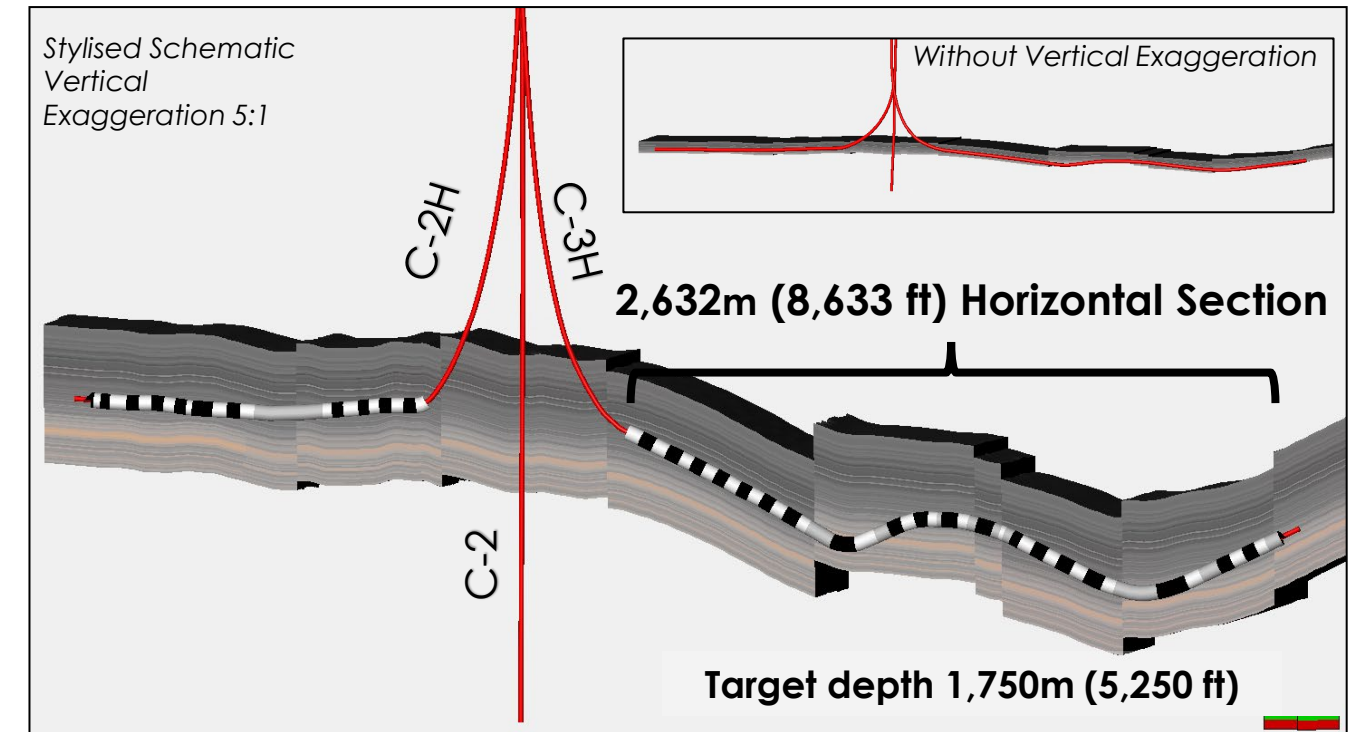 Stylised Schematic
Vertical
Exaggeration 5:1
Without Vertical Exaggeration
C-2H
C-3H
2,632m (8,633 ft) Horizontal Section
C-2
Target depth 1,750m (5,250 ft)